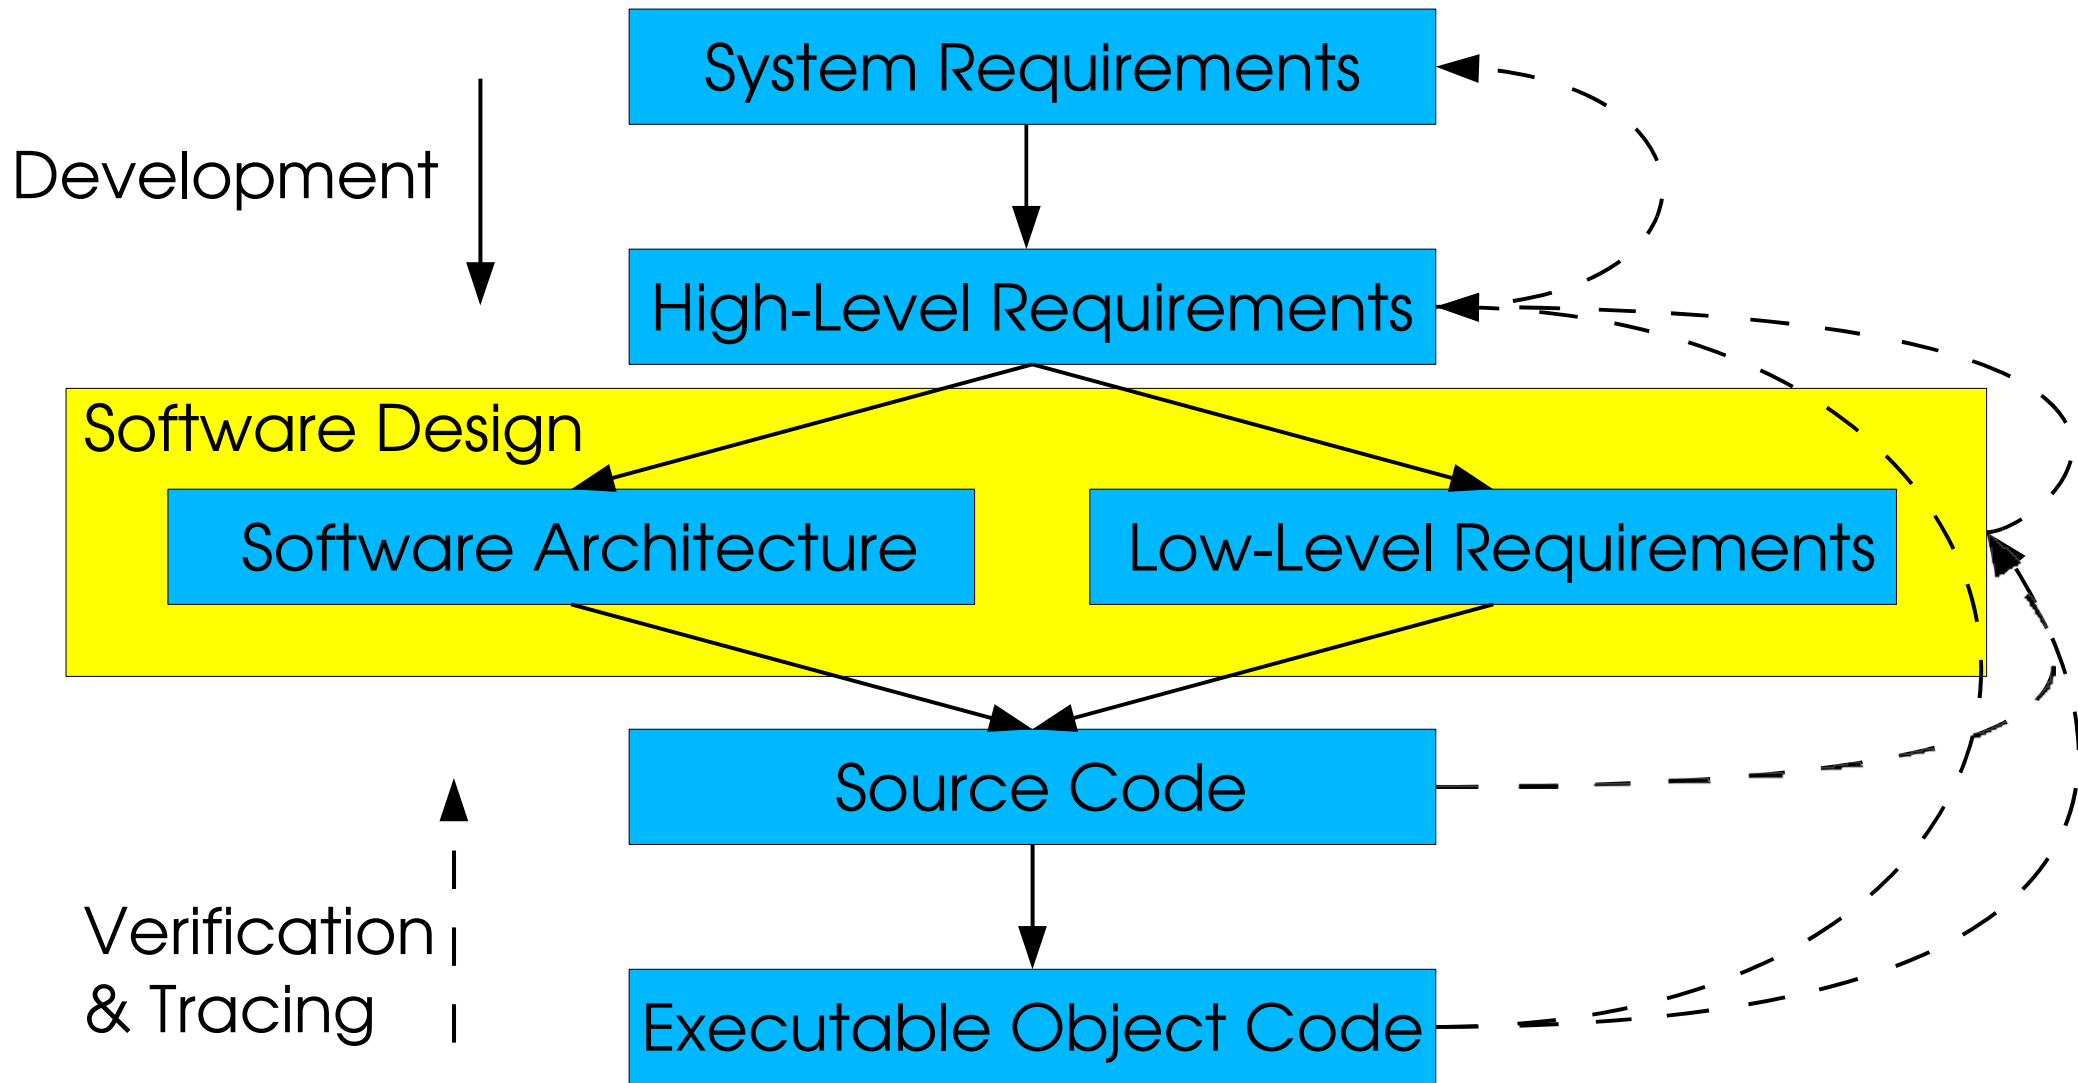 System Requirements
Development
High-Level Requirements
Software Design
Software Architecture
Low-Level Requirements
Source Code
Verification
& Tracing
Executable Object Code